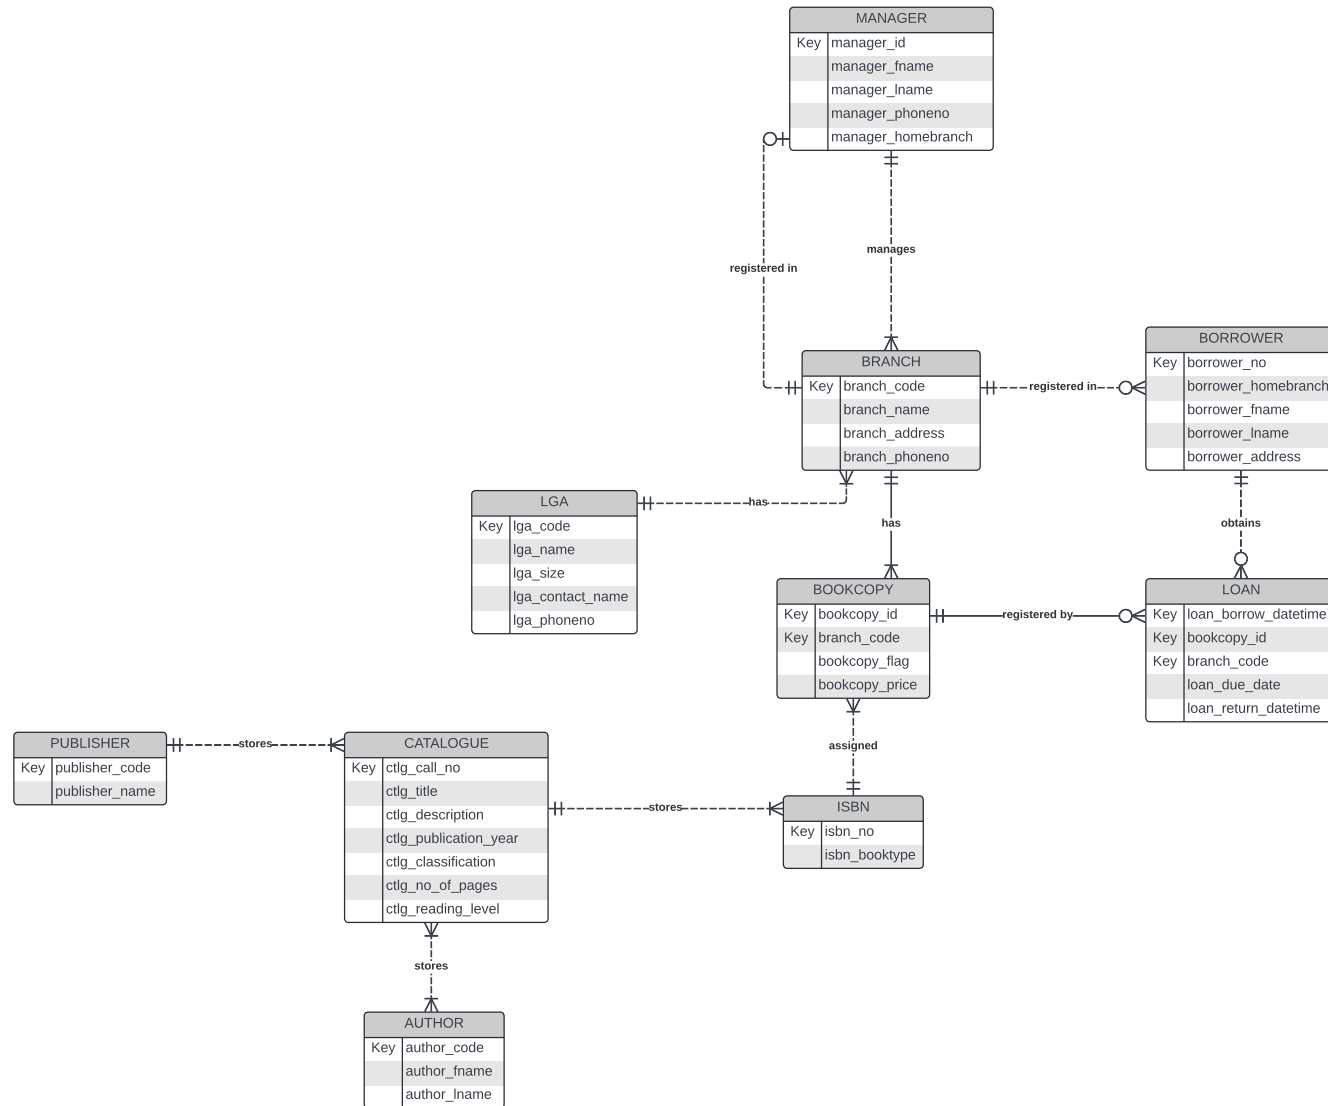 MANAGER
Key manager_id
manager_fname
manager_lname
manager_phoneno
manager_homebranch
manages
registered in
BRANCH
Key branch_code
branch_name
branch_address
branch_phoneno
registered in
BORROWER
Key borrower_no
borrower_homebranch
borrower_fname
borrower_lname
borrower_address
LGA
Key lga_code
lga_name
lga_size
lga_contact_name
lga_phoneno
has
has
obtains
BOOKCOPY
Key bookcopy_id
Key branch_code
bookcopy_flag
bookcopy_price
registered by
LOAN
Key loan_borrow_datetime
Key bookcopy_id
Key branch_code
loan_due_date
loan_return_datetime
PUBLISHER
Key publisher_code
publisher_name
stores
CATALOGUE
Key ctlg_call_no
ctlg_title
ctlg_description
ctlg_publication_year
ctlg_classification
ctlg_no_of_pages
ctlg_reading_level
assigned
stores
ISBN
Key isbn_no
isbn_booktype
stores
AUTHOR
Key author_code
author_fname
author_lname